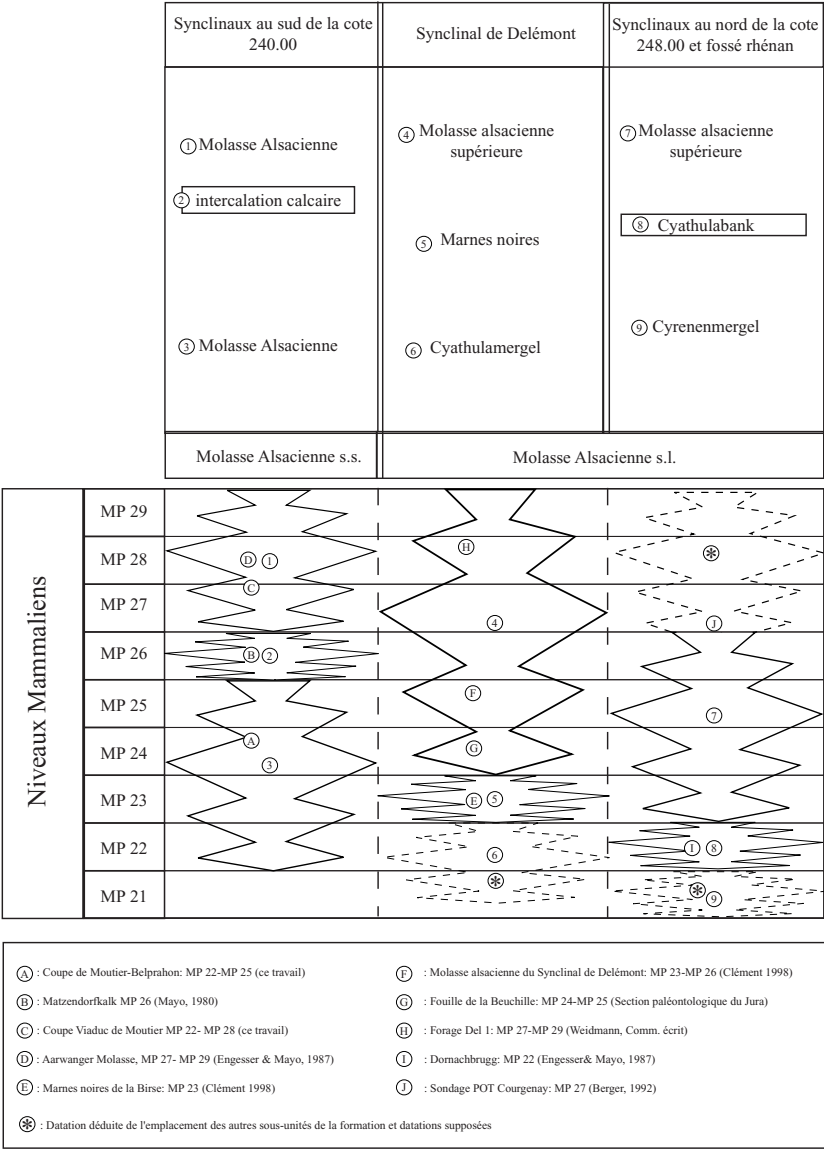 Synclinaux au sud de la cote
240.00
Synclinal de Delémont
Synclinaux au nord de la cote
248.00 et fossé rhénan
1 Molasse Alsacienne
2 intercalation calcaire
3 Molasse Alsacienne
4 Molasse alsacienne
supérieure
5 Marnes noires
6 Cyathulamergel
7 Molasse alsacienne
supérieure
8 Cyathulabank
9 Cyrenenmergel
Molasse Alsacienne s.s.
Molasse Alsacienne s.l.
Niveaux Mammaliens
MP 29
MP 28
D 1
H
*
MP 27
C
4
J
MP 26
B 2
MP 25
F
7
MP 24
A
3
G
MP 23
E 5
MP 22
6
I 8
MP 21
*
* 9
A : Coupe de Moutier-Belprahon: MP 22-MP 25 (ce travail)
B : Matzendorfkalk MP 26 (Mayo, 1980)
C : Coupe Viaduc de Moutier MP 22- MP 28 (ce travail)
D : Aarwanger Molasse, MP 27- MP 29 (Engesser & Mayo, 1987)
E : Marnes noires de la Birse: MP 23 (Clément 1998)
F : Molasse alsacienne du Synclinal de Delémont: MP 23-MP 26 (Clément 1998)
G : Fouille de la Beuchille: MP 24-MP 25 (Section paléontologique du Jura)
H : Forage Del 1: MP 27-MP 29 (Weidmann, Comm. écrit)
I : Dornachbrugg: MP 22 (Engesser& Mayo, 1987)
J : Sondage POT Courgenay: MP 27 (Berger, 1992)
* : Datation déduite de l'emplacement des autres sous-unités de la formation et datations supposées